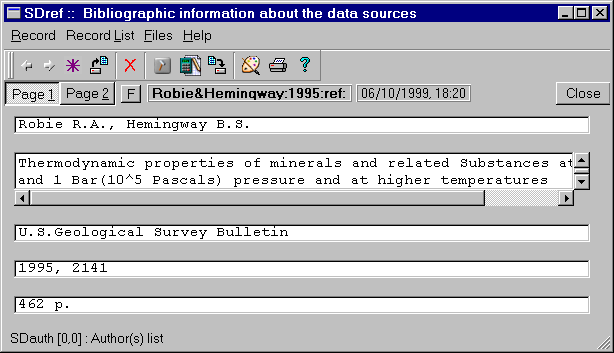 SDref :: Bibliographic information about the data sources
Record Record List Files Help
Page 1 Page 2 F Robie&Hemingway:1995:ref: 06/10/1999, 18:20 Close
Robie R.A., Hemingway B.S.
Thermodynamic properties of minerals and related Substances at
and 1 Bar(10^5 Pascals) pressure and at higher temperatures
U.S.Geological Survey Bulletin
1995, 2141
462 p.
SDauth [0,0] : Author(s) list